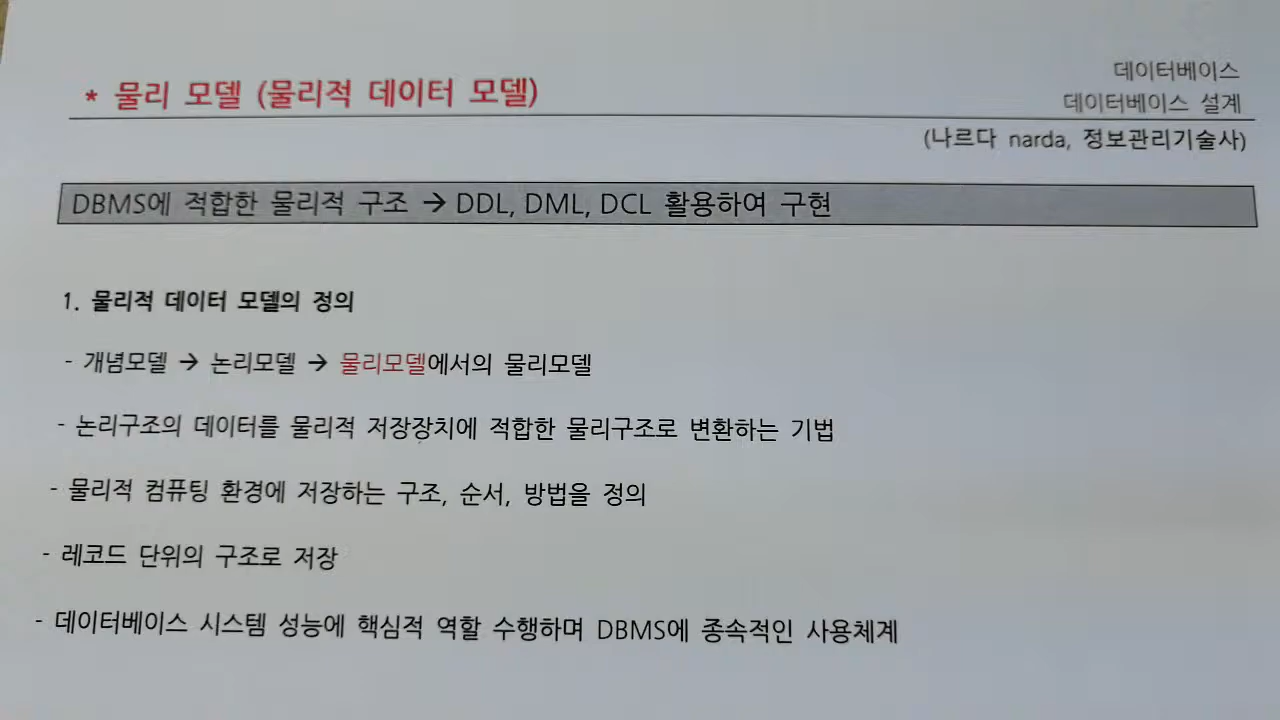 * 물리 모델 (물리적 데이터 모델)
데이터베이스
데이터베이스 설계
(나르다 narda, 정보관리기술사)
DBMS에 적합한 물리적 구조 → DDL, DML, DCL 활용하여 구현
1. 물리적 데이터 모델의 정의
- 개념모델 → 논리모델 → 물리모델에서의 물리모델
- 논리구조의 데이터를 물리적 저장장치에 적합한 물리구조로 변환하는 기법
- 물리적 컴퓨팅 환경에 저장하는 구조, 순서, 방법을 정의
- 레코드 단위의 구조로 저장
- 데이터베이스 시스템 성능에 핵심적 역할 수행하며 DBMS에 종속적인 사용체계